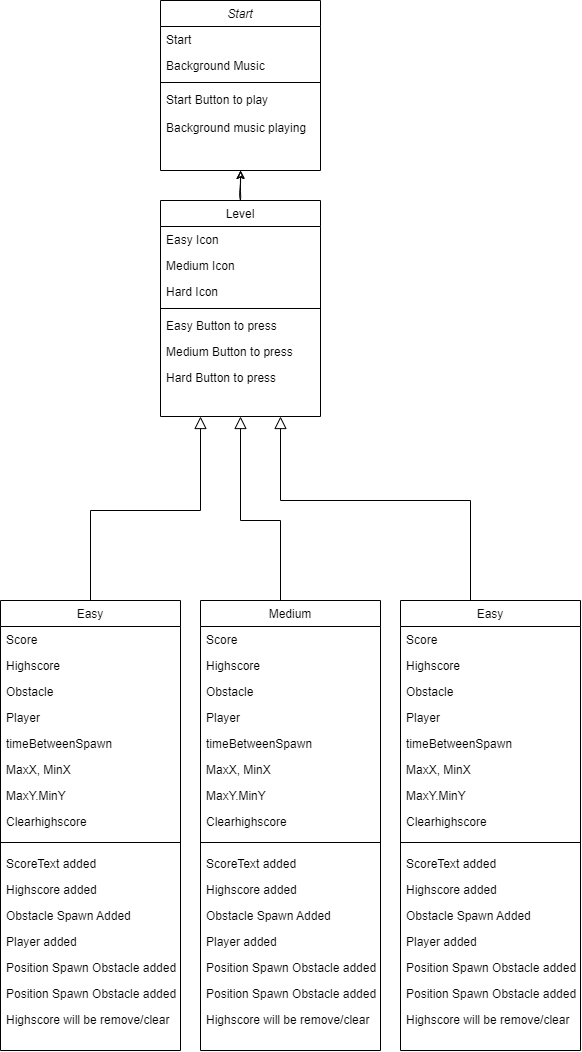 Start
Start
Background Music
Start Button to play
Background music playing
Level
Easy Icon
Medium Icon
Hard Icon
Easy Button to press
Medium Button to press
Hard Button to press
Easy
Score
Highscore
Obstacle
Player
timeBetweenSpawn
MaxX, MinX
MaxY.MinY
Clearhighscore
ScoreText added
Highscore added
Obstacle Spawn Added
Player added
Position Spawn Obstacle added
Position Spawn Obstacle added
Highscore will be remove/clear
Medium
Score
Highscore
Obstacle
Player
timeBetweenSpawn
MaxX, MinX
MaxY.MinY
Clearhighscore
ScoreText added
Highscore added
Obstacle Spawn Added
Player added
Position Spawn Obstacle added
Position Spawn Obstacle added
Highscore will be remove/clear
Easy
Score
Highscore
Obstacle
Player
timeBetweenSpawn
MaxX, MinX
MaxY.MinY
Clearhighscore
ScoreText added
Highscore added
Obstacle Spawn Added
Player added
Position Spawn Obstacle added
Position Spawn Obstacle added
Highscore will be remove/clear